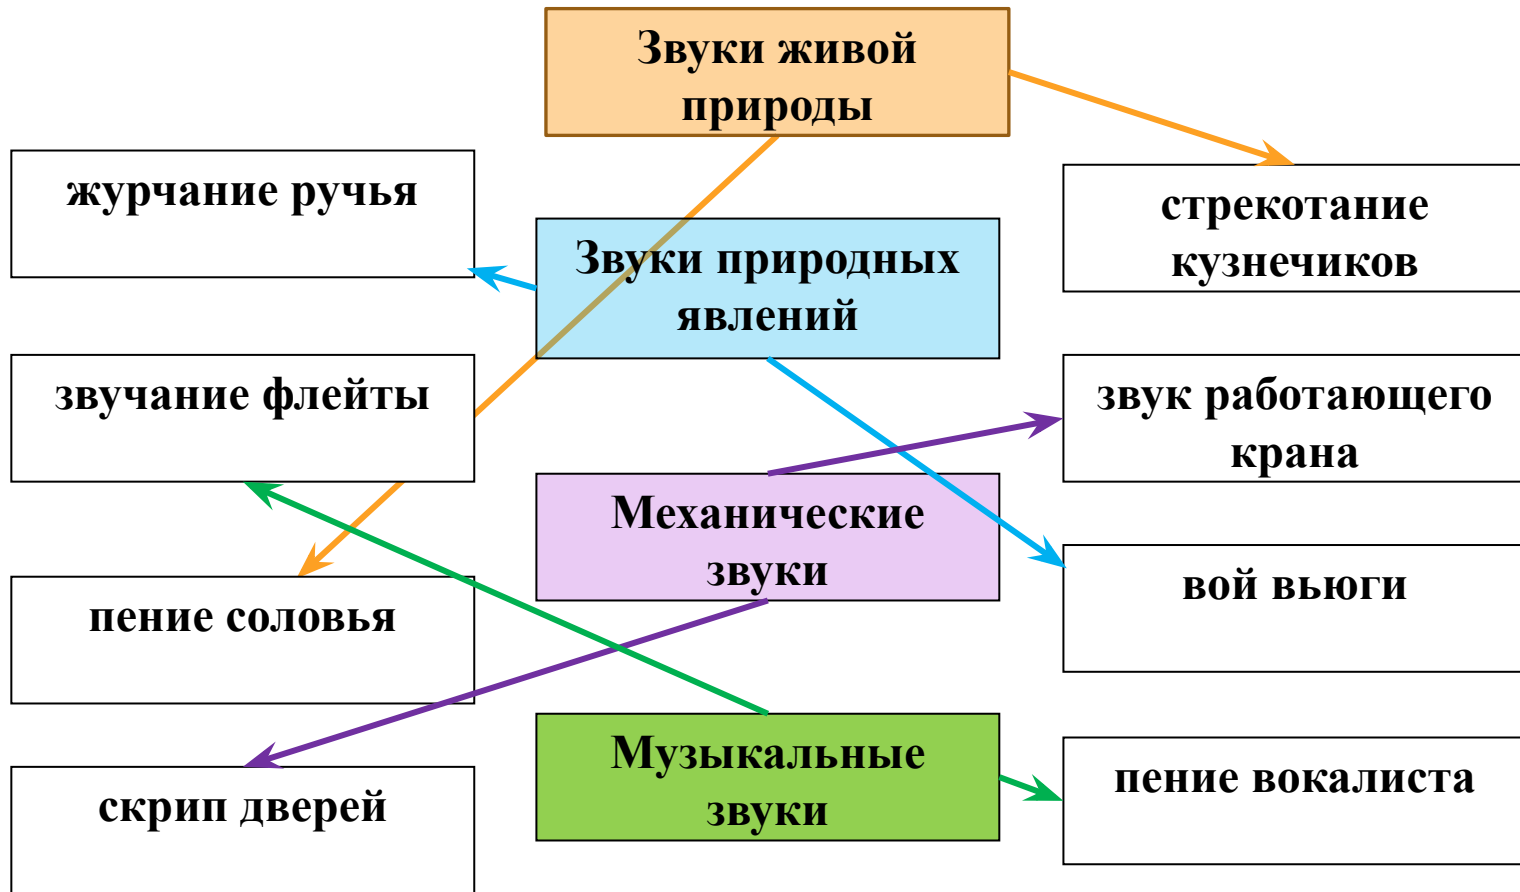 Звуки живой
природы
журчание ручья
стрекотание
кузнечиков
Звуки природных
явлений
звучание флейты
звук работающего
крана
Механические
звуки
пение соловья
вой вьюги
Музыкальные
звуки
скрип дверей
пение вокалиста